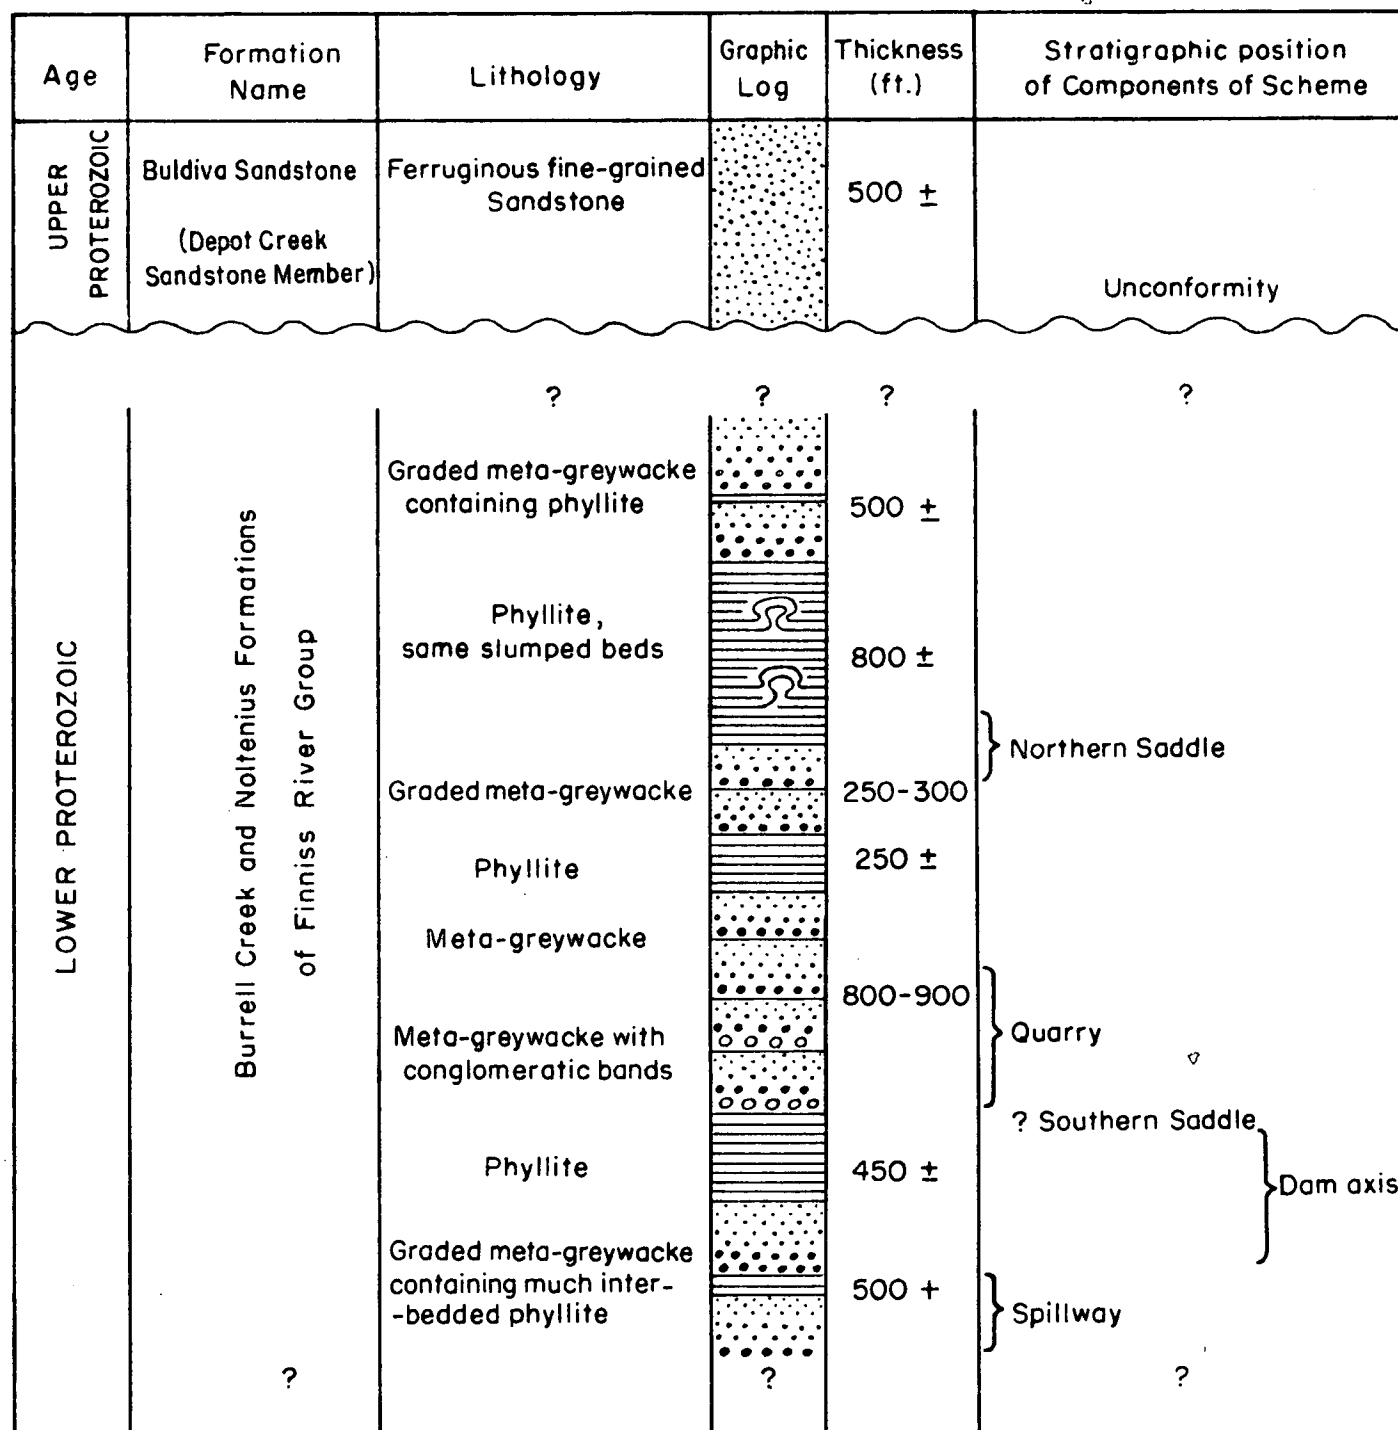 Age
Formation
Name
Lithology
Graphic
Log
Thickness
(ft.)
Stratigraphic position
of Components of Scheme
UPPER
PROTEROZOIC
Buldiva Sandstone
(Depot Creek
Sandstone Member)
Ferruginous fine-grained
Sandstone
500 ±
Unconformity
? ? ? ?
LOWER PROTEROZOIC
Burrell Creek and Noltenius Formations
of Finniss River Group
Graded meta-greywacke
containing phyllite
500 ±
Phyllite,
same slumped beds
800 ±
Northern Saddle
Graded meta-greywacke
250-300
Phyllite
250 ±
Meta-greywacke
800-900
Quarry
Meta-greywacke with
conglomeratic bands
? Southern Saddle
Phyllite
450 ±
Dam axis
Graded meta-greywacke
containing much inter-
-bedded phyllite
500 +
Spillway
? ? ?